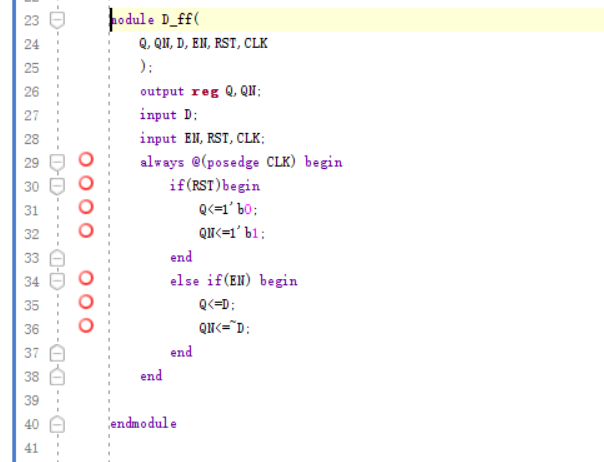 23 module D_ff(
24 Q,QN,D,EN,RST,CLK
25 );
26 output reg Q,QN;
27 input D;
28 input EN,RST,CLK;
29 always @(posedge CLK) begin
30 if(RST)begin
31 Q<=1'b0;
32 QN<=1'b1;
33 end
34 else if(EN) begin
35 Q<=D;
36 QN<=~D;
37 end
38 end
39
40 endmodule
41